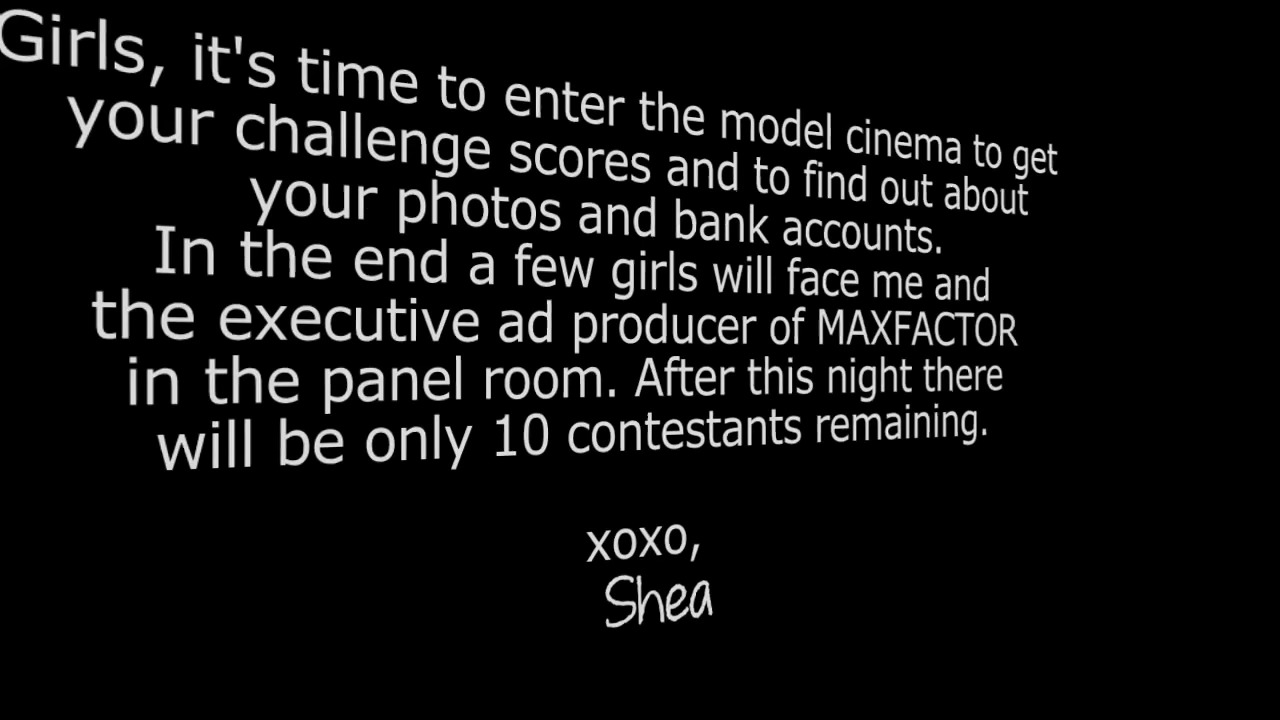 Girls, it's time to enter the model cinema to get
your challenge scores and to find out about
your photos and bank accounts.
In the end a few girls will face me and
the executive ad producer of MAXFACTOR
in the panel room. After this night there
will be only 10 contestants remaining.
xoxo,
Shea